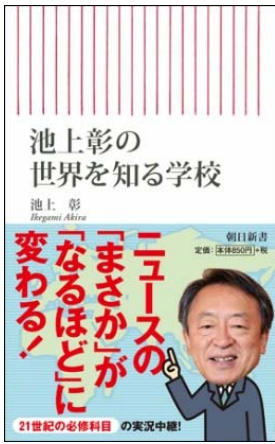 池上彰の
世界を知る学校
池上 彰
Ikegami Akira
朝日新書
定価:本体850円+税
ニュースの
「まさか」が
「なるほど」に
変わる!
21世紀の必修科目 の実況中継!